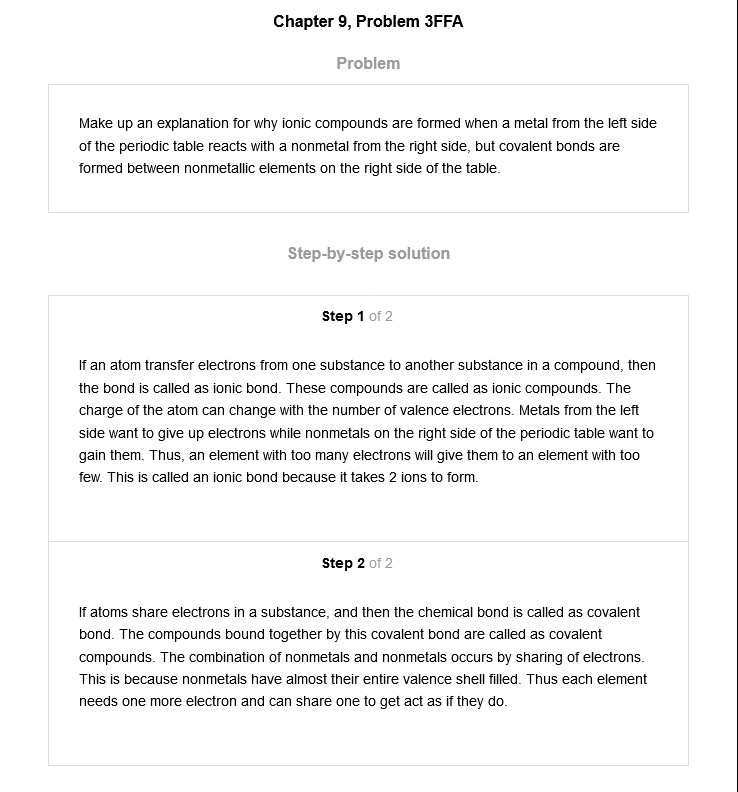 Chapter 9, Problem 3FFA
Problem
Make up an explanation for why ionic compounds are formed when a metal from the left side
of the periodic table reacts with a nonmetal from the right side, but covalent bonds are
formed between nonmetallic elements on the right side of the table.
Step-by-step solution
Step 1 of 2
If an atom transfer electrons from one substance to another substance in a compound, then
the bond is called as ionic bond. These compounds are called as ionic compounds. The
charge of the atom can change with the number of valence electrons. Metals from the left
side want to give up electrons while nonmetals on the right side of the periodic table want to
gain them. Thus, an element with too many electrons will give them to an element with too
few. This is called an ionic bond because it takes 2 ions to form.
Step 2 of 2
If atoms share electrons in a substance, and then the chemical bond is called as covalent
bond. The compounds bound together by this covalent bond are called as covalent
compounds. The combination of nonmetals and nonmetals occurs by sharing of electrons.
This is because nonmetals have almost their entire valence shell filled. Thus each element
needs one more electron and can share one to get act as if they do.